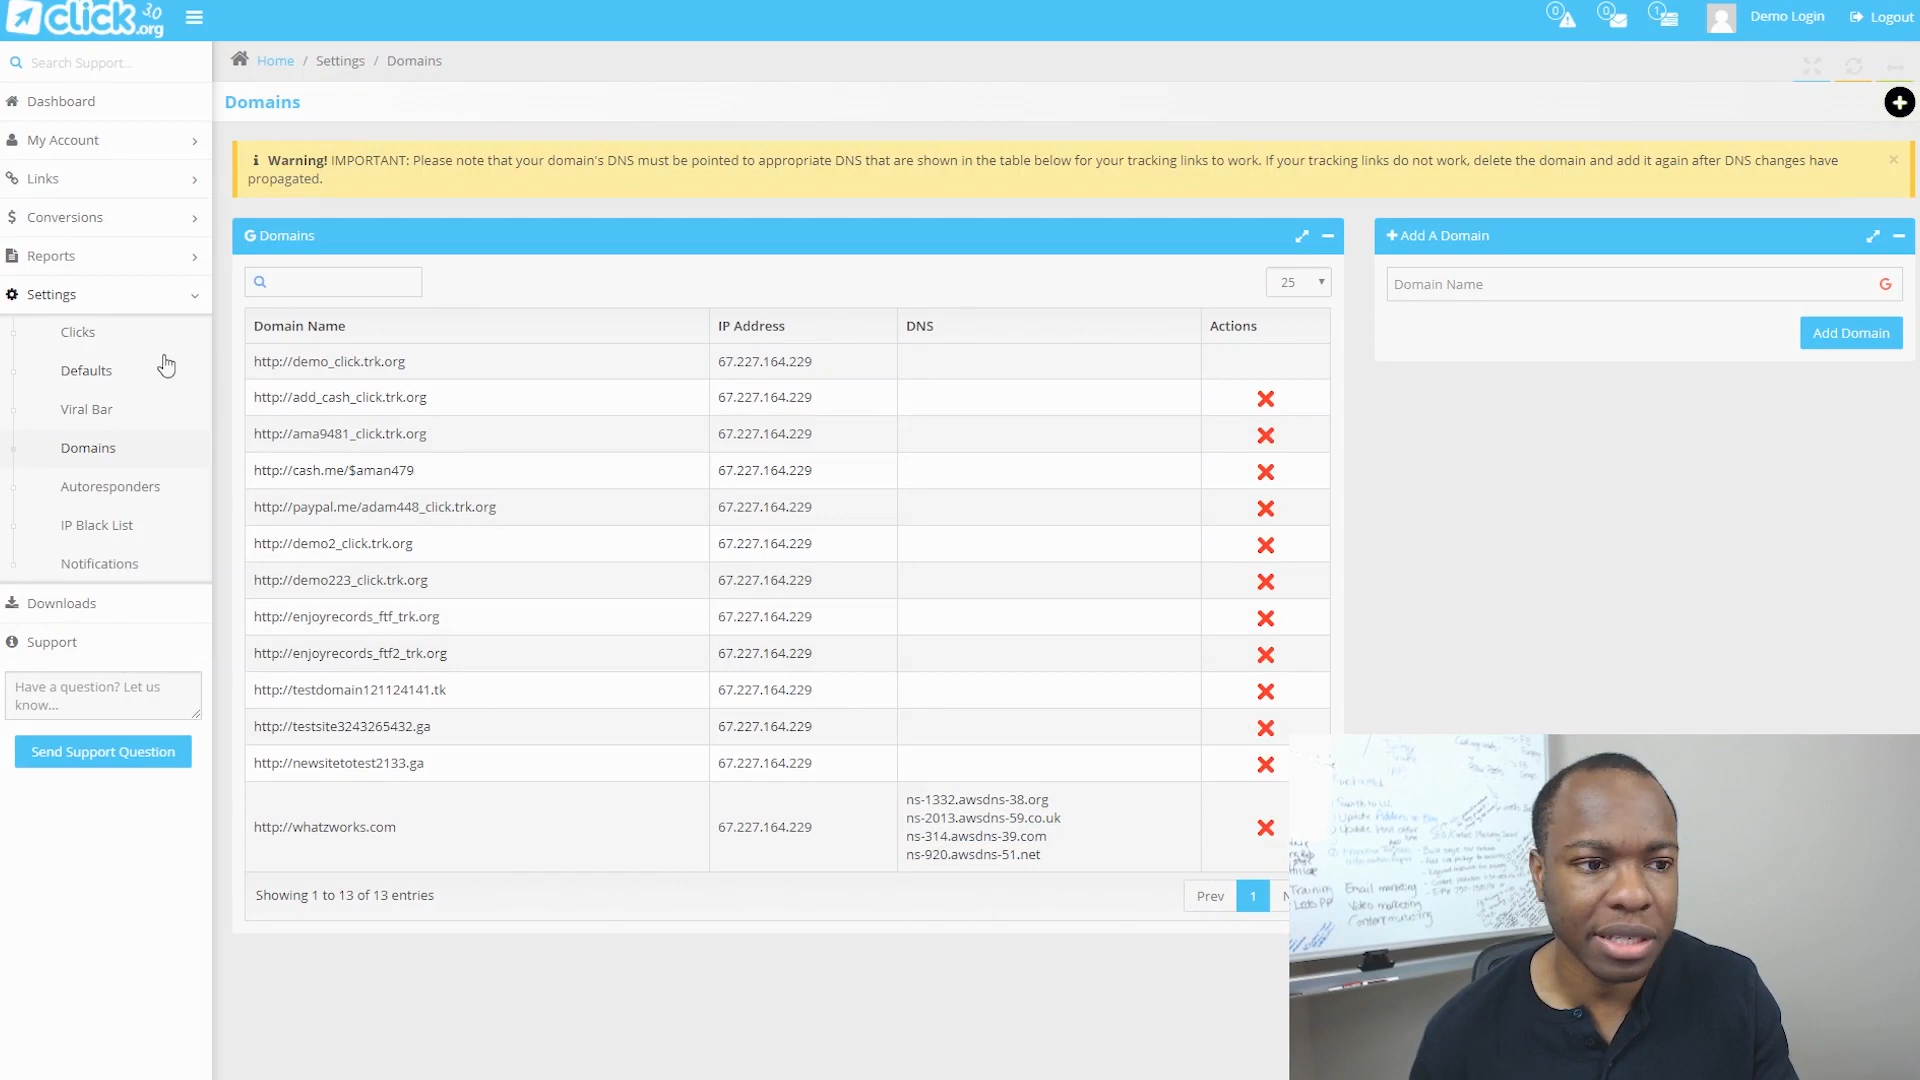 click 3.0
.org
0
0
1
Demo Login
Logout
Search Support...
Home / Settings / Domains
Dashboard
Domains
My Account
Links
Conversions
Reports
Settings
Clicks
Defaults
Viral Bar
Domains
Autoresponders
IP Black List
Notifications
Downloads
Support
Have a question? Let us
know...
Send Support Question
Warning! IMPORTANT: Please note that your domain's DNS must be pointed to appropriate DNS that are shown in the table below for your tracking links to work. If your tracking links do not work, delete the domain and add it again after DNS changes have
propagated.
Domains
25
Domain Name IP Address DNS Actions
http://demo_click.trk.org 67.227.164.229
http://add_cash_click.trk.org 67.227.164.229
http://ama9481_click.trk.org 67.227.164.229
http://cash.me/$aman479 67.227.164.229
http://paypal.me/adam448_click.trk.org 67.227.164.229
http://demo2_click.trk.org 67.227.164.229
http://demo223_click.trk.org 67.227.164.229
http://enjoyrecords_ftf_trk.org 67.227.164.229
http://enjoyrecords_ftf2_trk.org 67.227.164.229
http://testdomain121124141.tk 67.227.164.229
http://testsite3243265432.ga 67.227.164.229
http://newsitetotest2133.ga 67.227.164.229
http://whatzworks.com 67.227.164.229
ns-1332.awsdns-38.org
ns-2013.awsdns-59.co.uk
ns-314.awsdns-39.com
ns-920.awsdns-51.net
Showing 1 to 13 of 13 entries
Prev 1
Add A Domain
Domain Name
Add Domain
Training
Email marketing
Video marketing
Content marketing